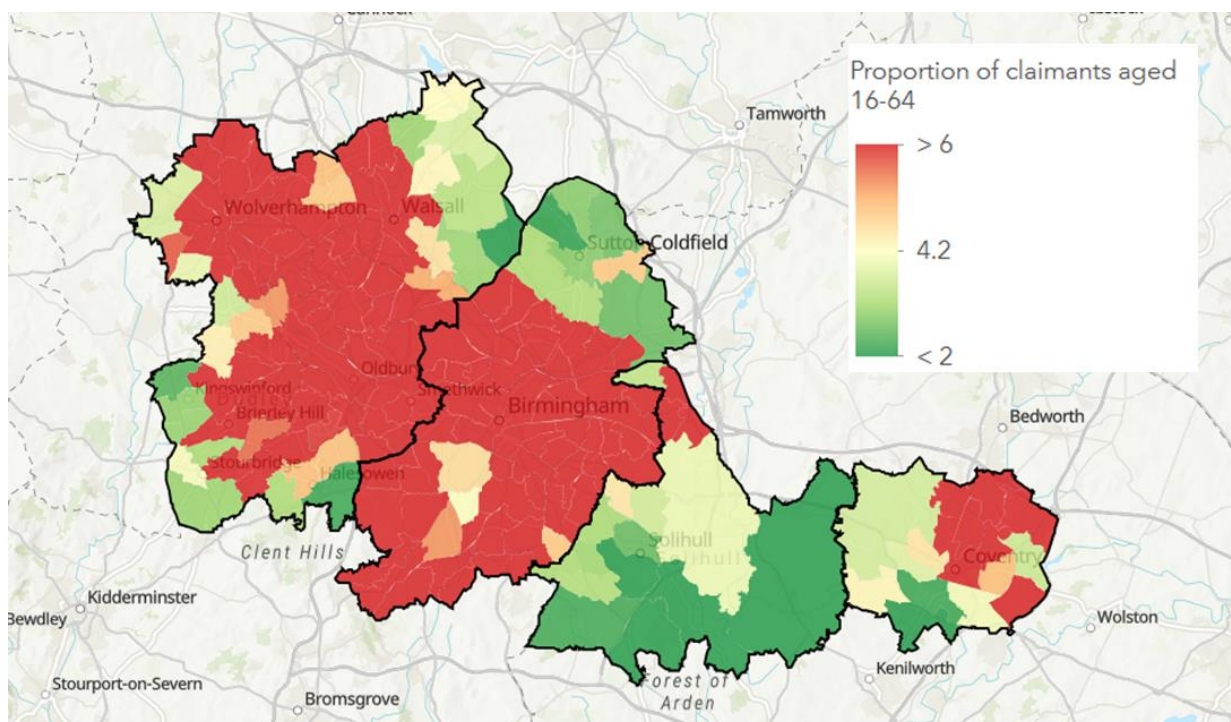 Proportion of claimants aged
16-64
> 6
4.2
< 2
Tamworth
Wolverhampton
Walsall
Sutton Coldfield
Oldbury
Kingswinford
Smethwick
Birmingham
Brierley Hill
Bedworth
Stourbridge
Halesowen
Clent Hills
Solihull
Solihull
Coventry
Kidderminster
Bewdley
Wolston
Kenilworth
Stourport-on-Severn
Bromsgrove
Forest of
Arden